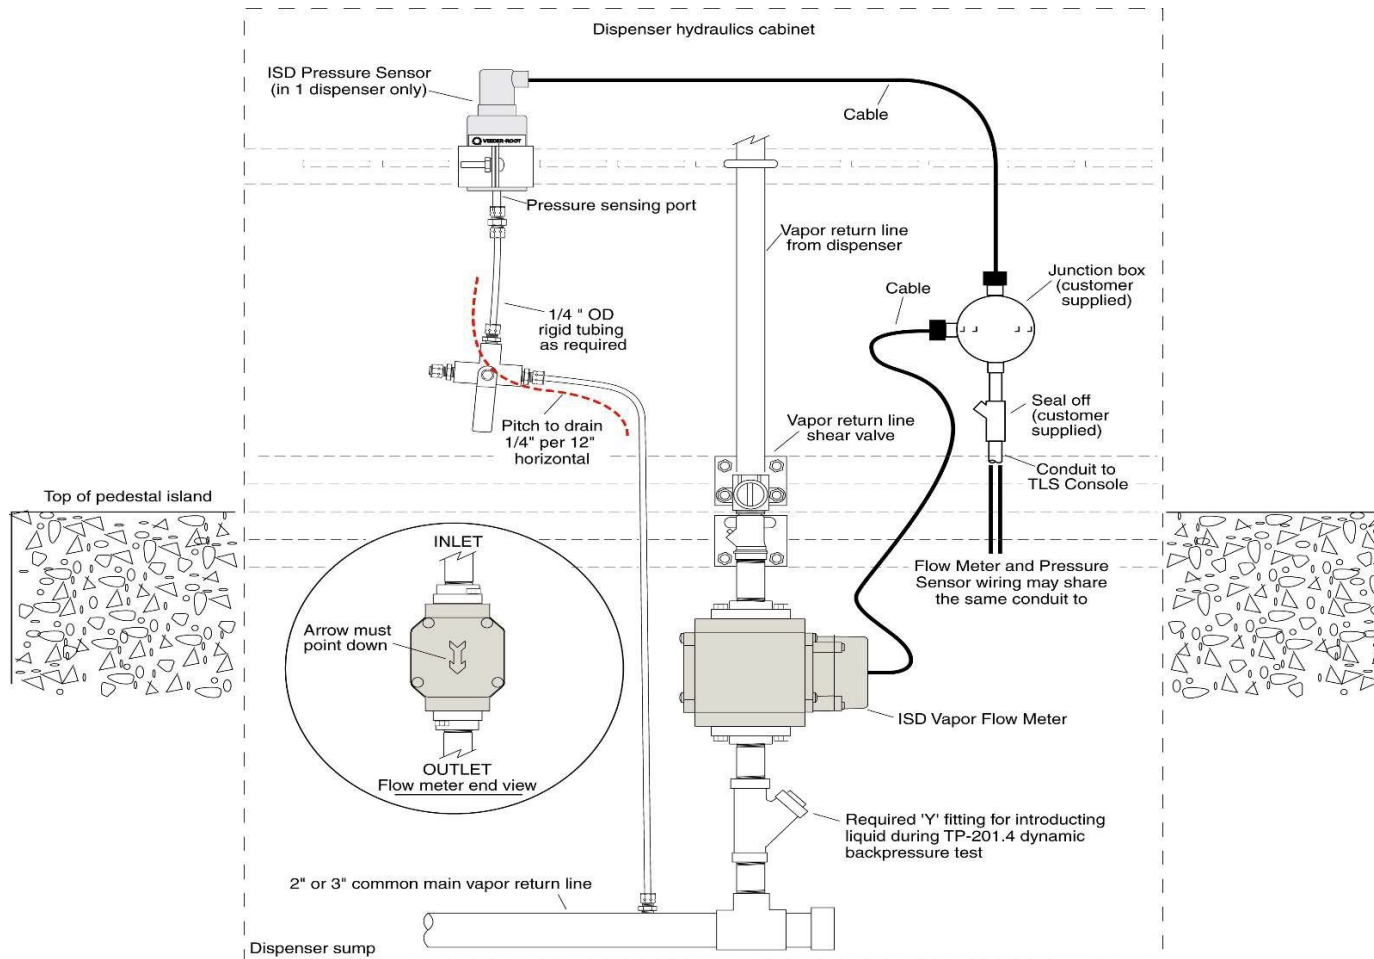 Dispenser hydraulics cabinet
ISD Pressure Sensor
(in 1 dispenser only)
Cable
VEEDER-ROOT
Pressure sensing port
Vapor return line
from dispenser
Junction box
(customer
supplied)
Cable
1/4 " OD
rigid tubing
as required
Seal off
(customer
supplied)
Vapor return line
shear valve
Pitch to drain
1/4" per 12"
horizontal
Conduit to
TLS Console
Top of pedestal island
INLET
Flow Meter and Pressure
Sensor wiring may share
the same conduit to
Arrow must
point down
ISD Vapor Flow Meter
OUTLET
Flow meter end view
Required 'Y' fitting for introducting
liquid during TP-201.4 dynamic
backpressure test
2" or 3" common main vapor return line
Dispenser sump